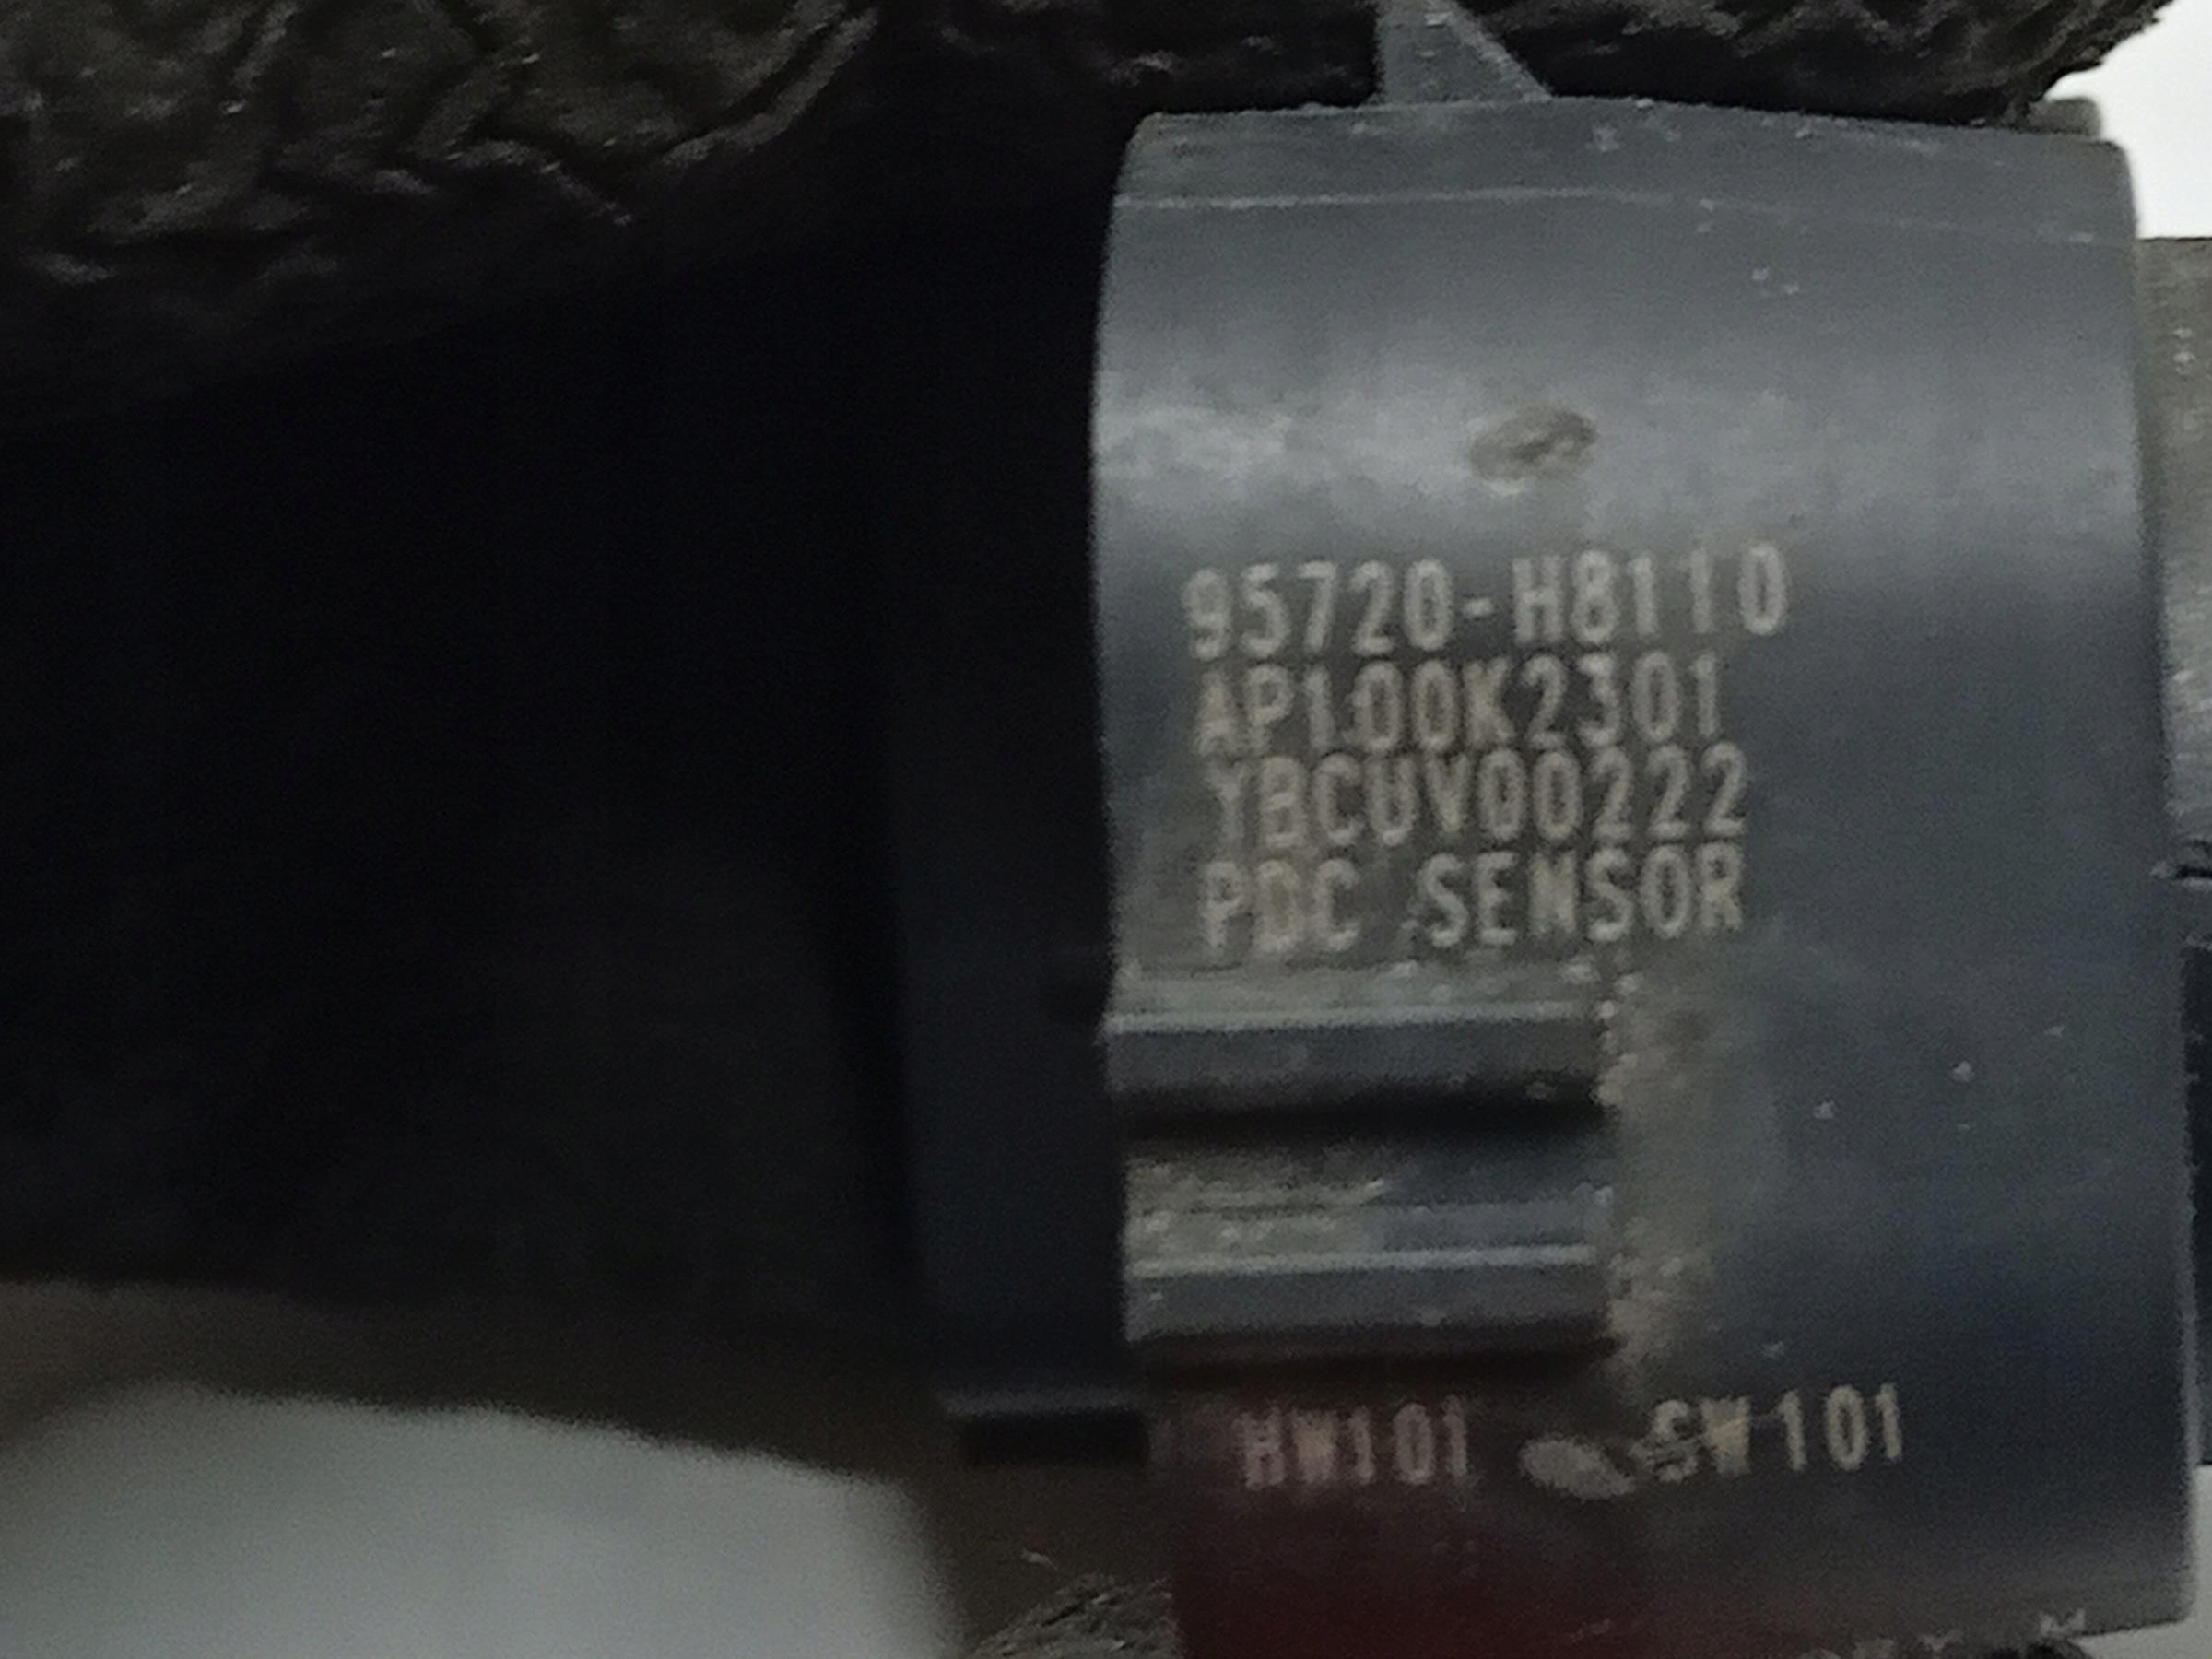 95720-H8110
AP100K2301
YBCUV00222
PDC SENSOR
HW101 SW101